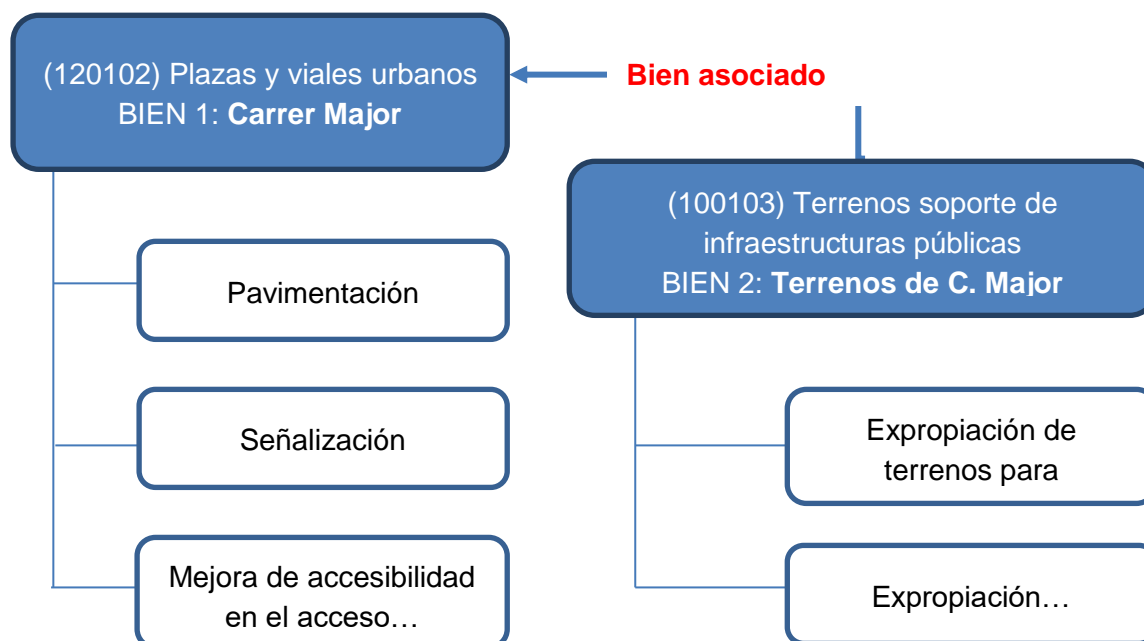 (120102) Plazas y viales urbanos
BIEN 1: Carrer Major
Bien asociado
(100103) Terrenos soporte de
infraestructuras públicas
BIEN 2: Terrenos de C. Major
Pavimentación
Señalización
Mejora de accesibilidad
en el acceso…
Expropiación de
terrenos para
Expropiación…